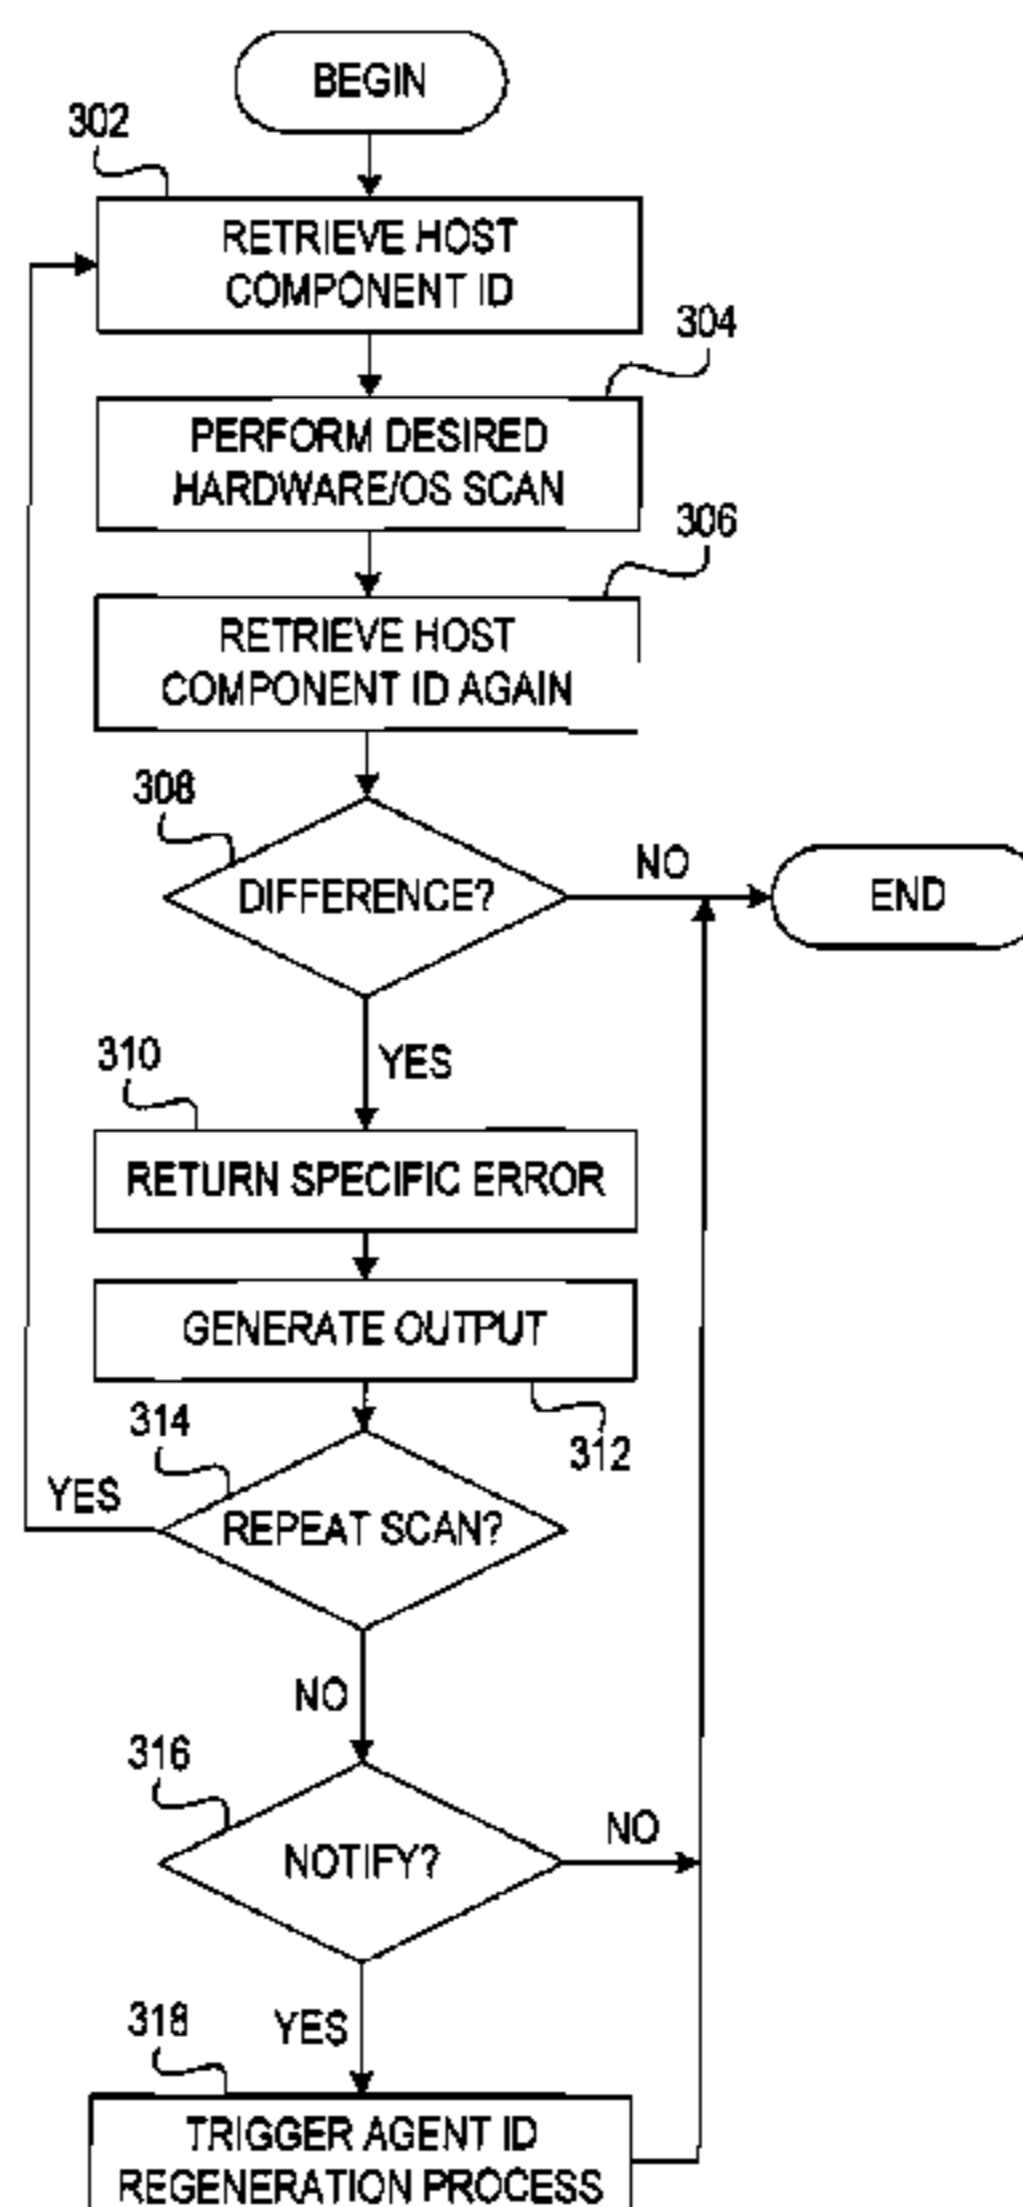 BEGIN
302
RETRIEVE HOST
COMPONENT ID
304
PERFORM DESIRED
HARDWARE/OS SCAN
306
RETRIEVE HOST
COMPONENT ID AGAIN
308
DIFFERENCE?
NO
END
YES
310
RETURN SPECIFIC ERROR
GENERATE OUTPUT
312
314
YES
REPEAT SCAN?
NO
316
NOTIFY?
NO
YES
318
TRIGGER AGENT ID
REGENERATION PROCESS